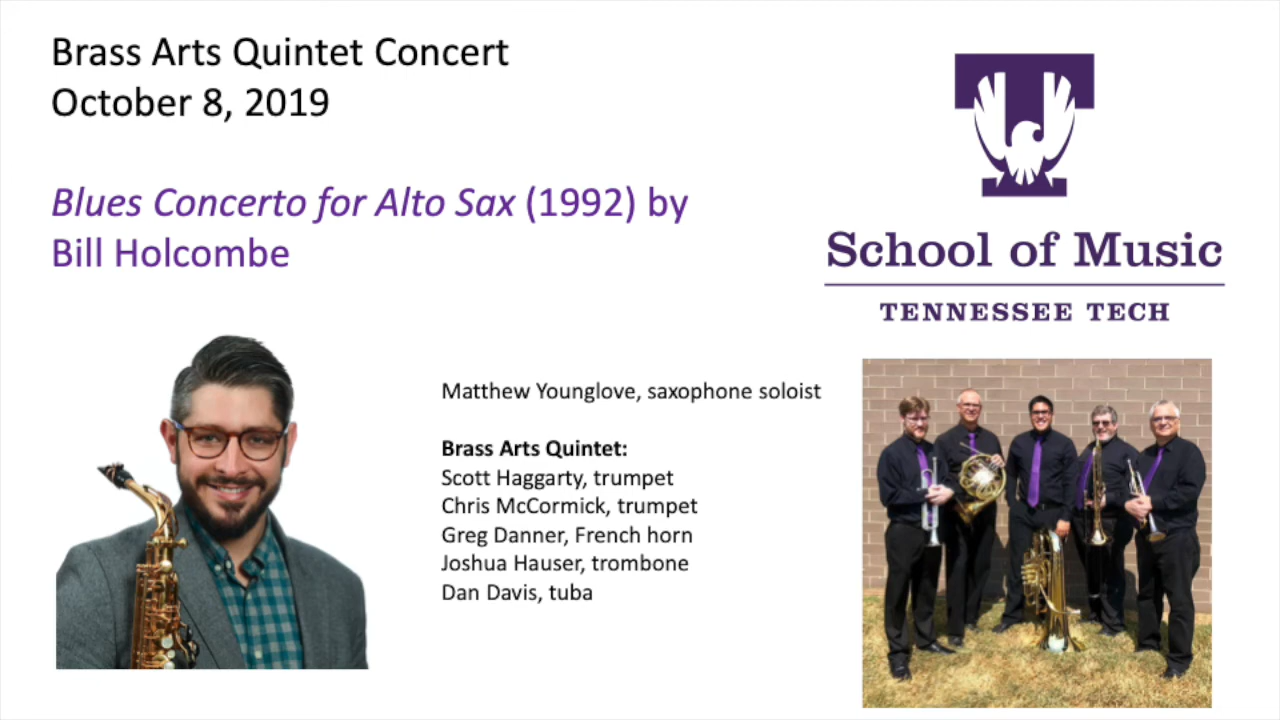 Brass Arts Quintet Concert
October 8, 2019
Blues Concerto for Alto Sax (1992) by
Bill Holcombe
T
School of Music
TENNESSEE TECH
Matthew Younglove, saxophone soloist
Brass Arts Quintet:
Scott Haggarty, trumpet
Chris McCormick, trumpet
Greg Danner, French horn
Joshua Hauser, trombone
Dan Davis, tuba